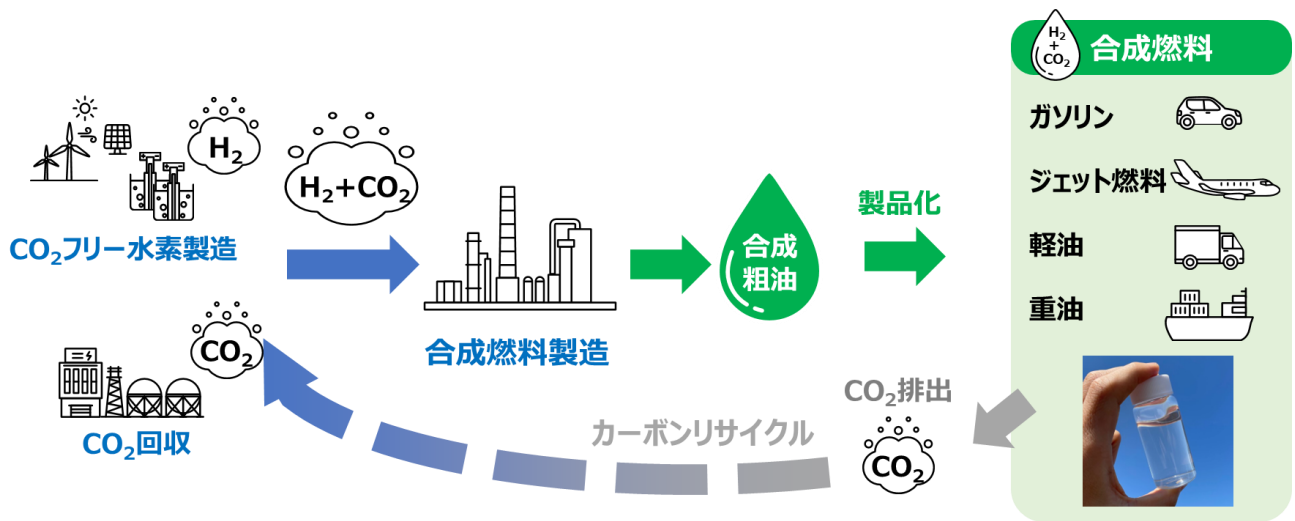 H₂
CO₂フリー水素製造
CO₂
CO₂回収
H₂+CO₂
合成燃料製造
合成
粗油
製品化
H₂
+
CO₂
合成燃料
ガソリン
ジェット燃料
軽油
重油
CO₂排出
CO₂
カーボンリサイクル